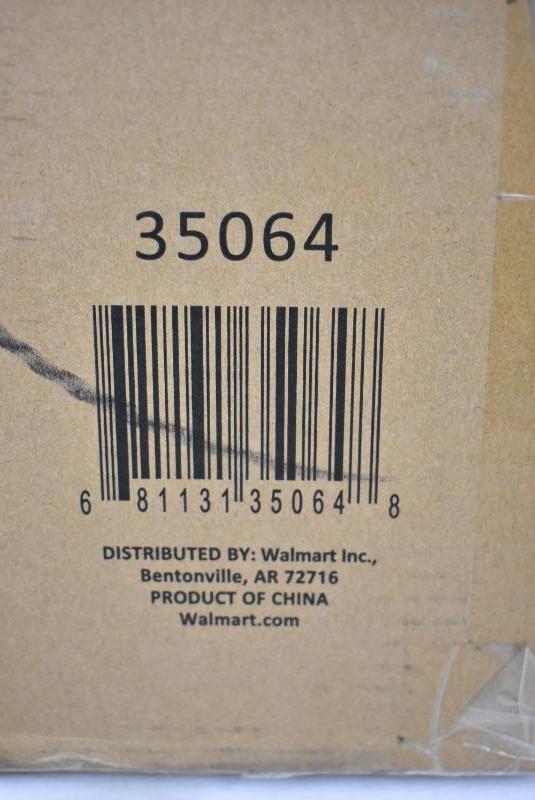 35064
6 81131 35064 8
DISTRIBUTED BY: Walmart Inc.,
Bentonville, AR 72716
PRODUCT OF CHINA
Walmart.com